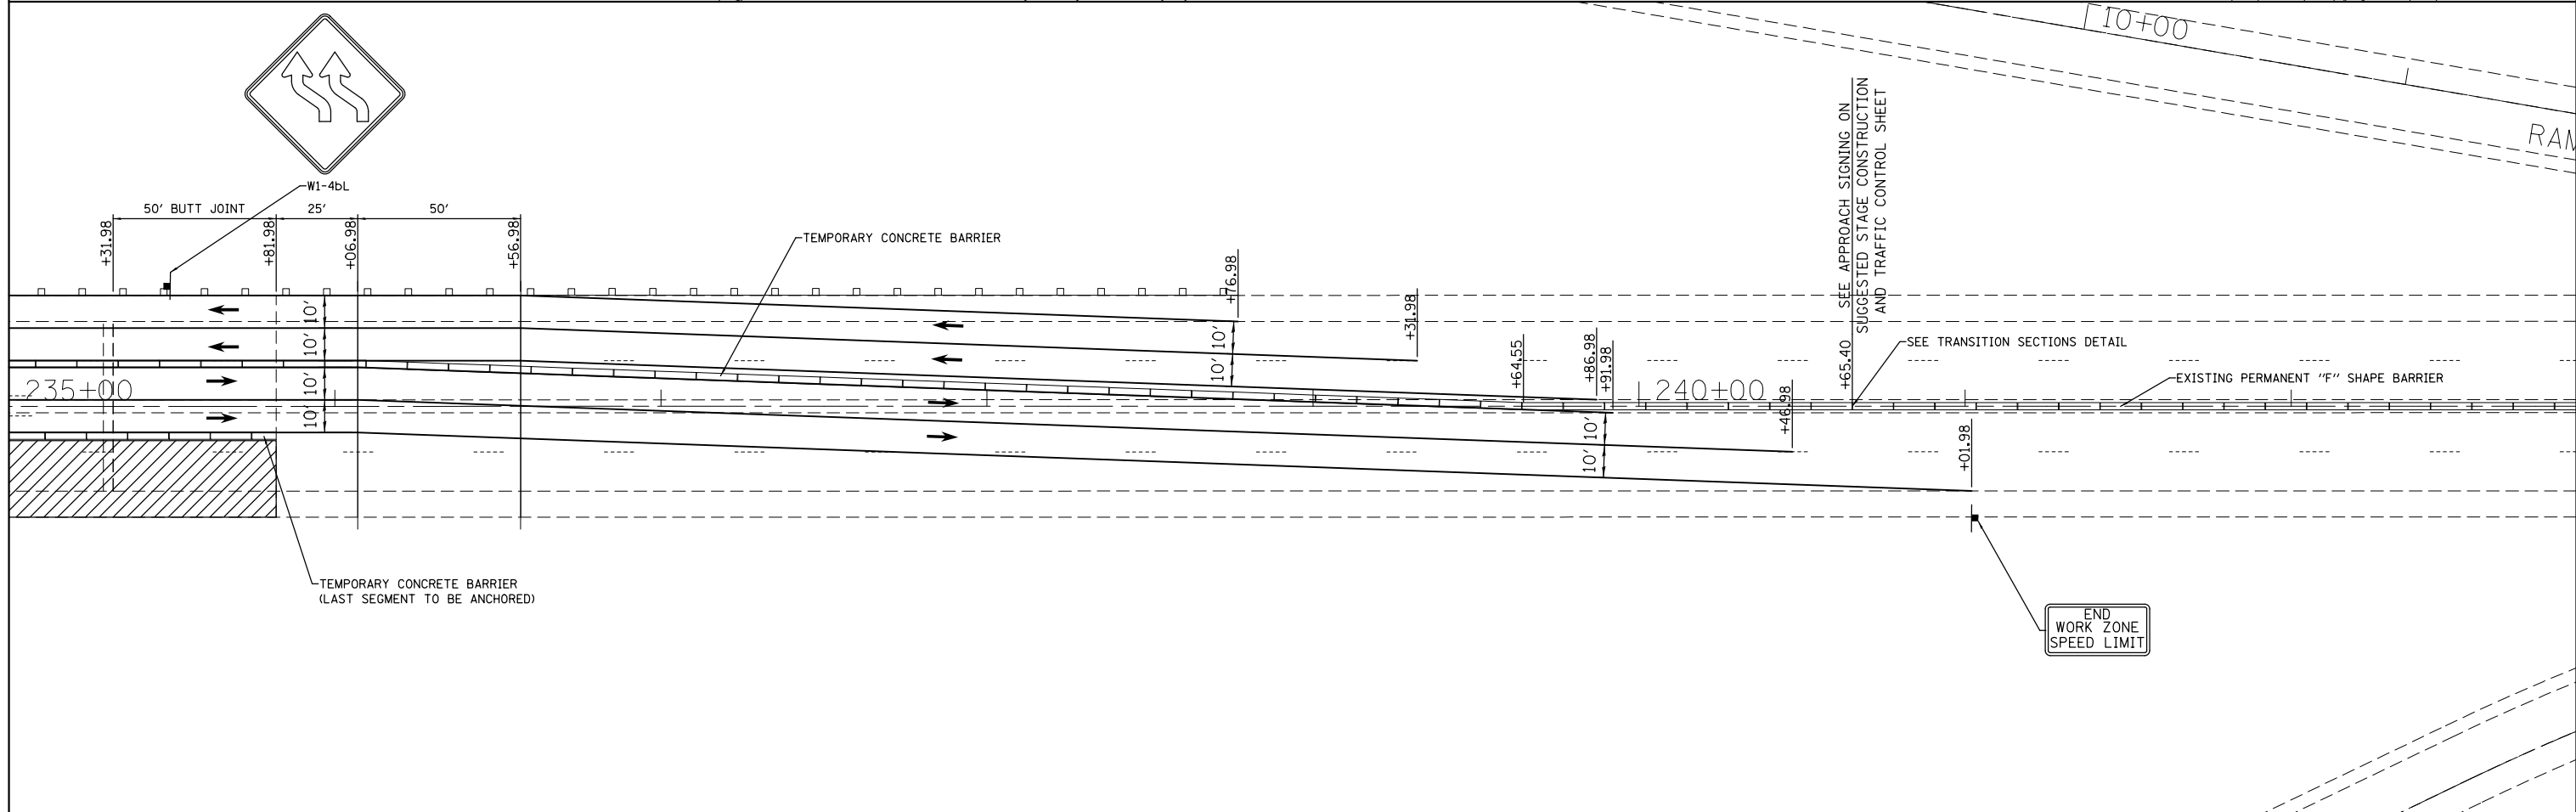 10+00
SEE APPROACH SIGNING ON
SUGGESTED STAGE CONSTRUCTION
AND TRAFFIC CONTROL SHEET
W1-4bL
50' BUTT JOINT
25'
50'
+31.98
+81.98
+06.98
+56.98
TEMPORARY CONCRETE BARRIER
+76.98
+31.98
+64.55
+86.98
+91.98
+65.40
SEE TRANSITION SECTIONS DETAIL
EXISTING PERMANENT "F" SHAPE BARRIER
10'
10'
10'
10'
10'
10'
10'
10'
235+00
240+00
+46.98
+01.98
TEMPORARY CONCRETE BARRIER
(LAST SEGMENT TO BE ANCHORED)
END
WORK ZONE
SPEED LIMIT